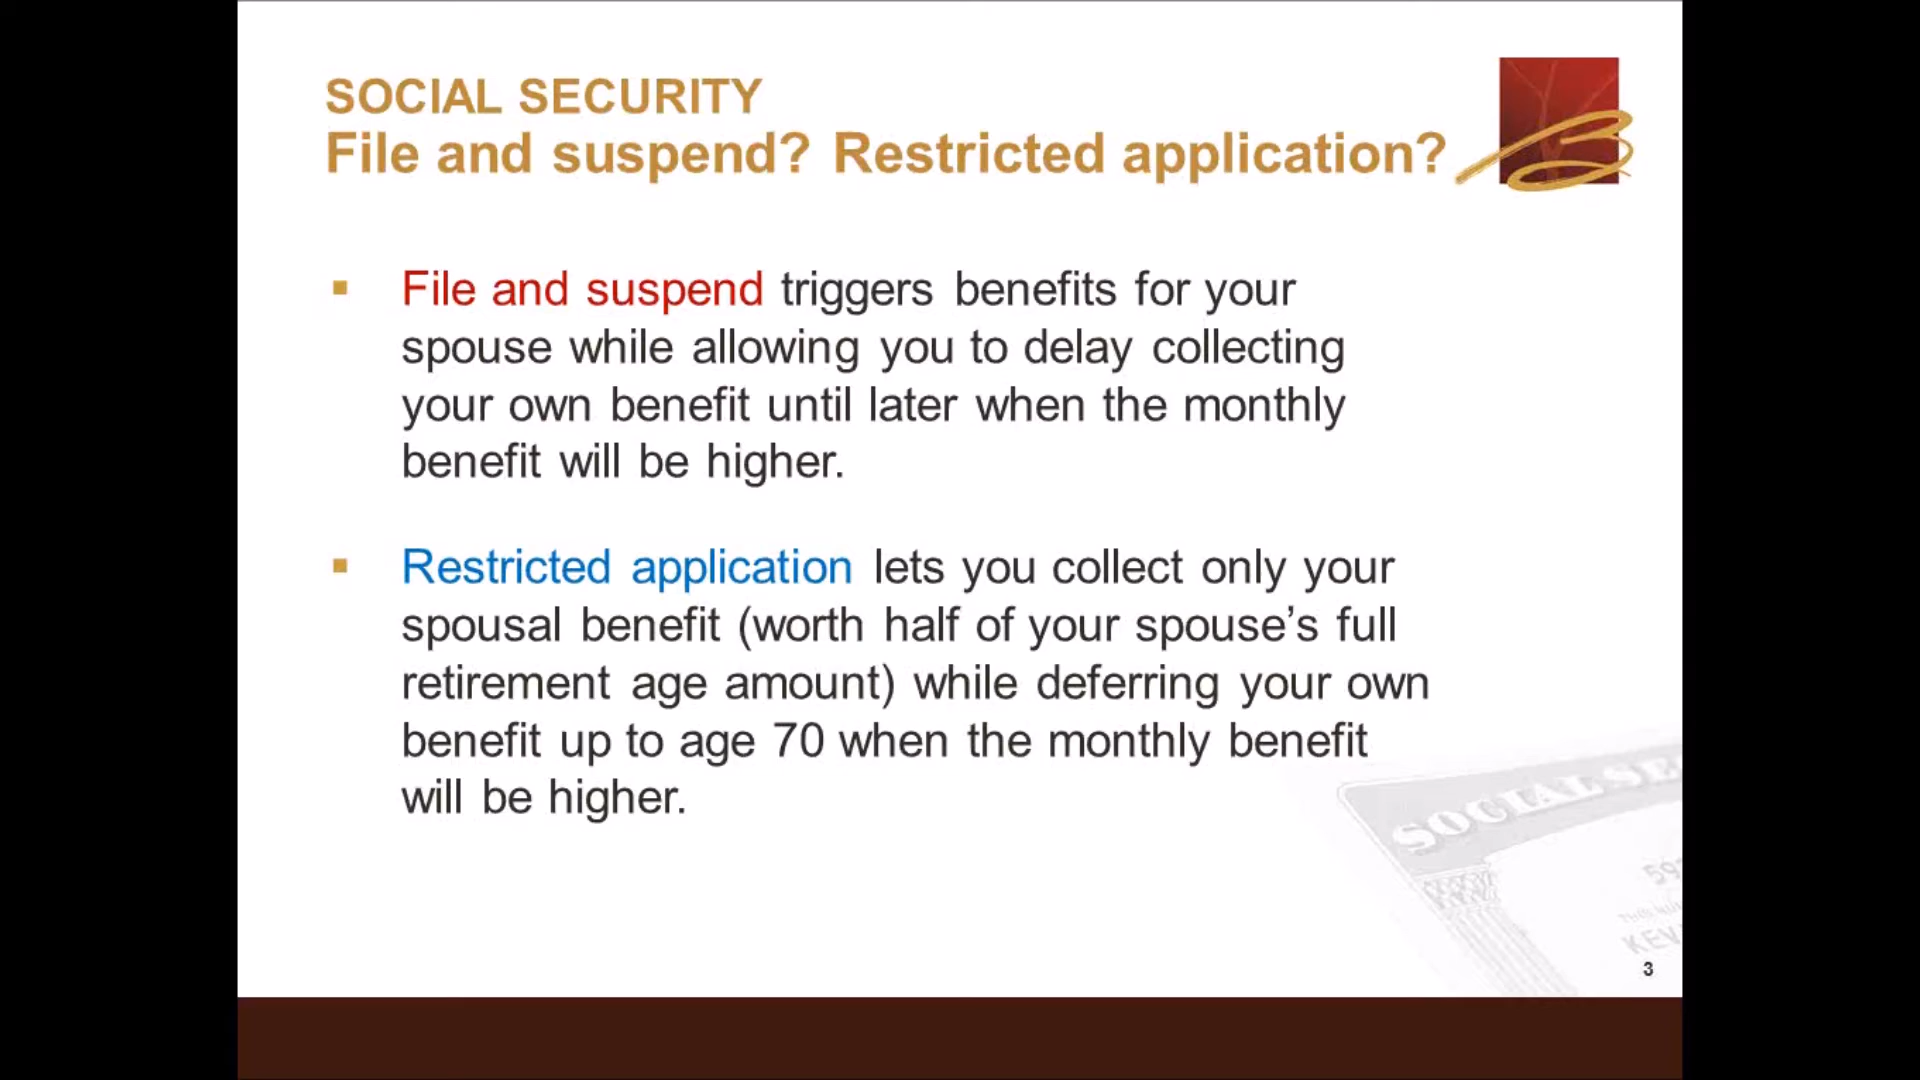 SOCIAL SECURITY
File and suspend? Restricted application?
▪ File and suspend triggers benefits for your
spouse while allowing you to delay collecting
your own benefit until later when the monthly
benefit will be higher.
▪ Restricted application lets you collect only your
spousal benefit (worth half of your spouse’s full
retirement age amount) while deferring your own
benefit up to age 70 when the monthly benefit
will be higher.
SOCIAL SE
KEV
3